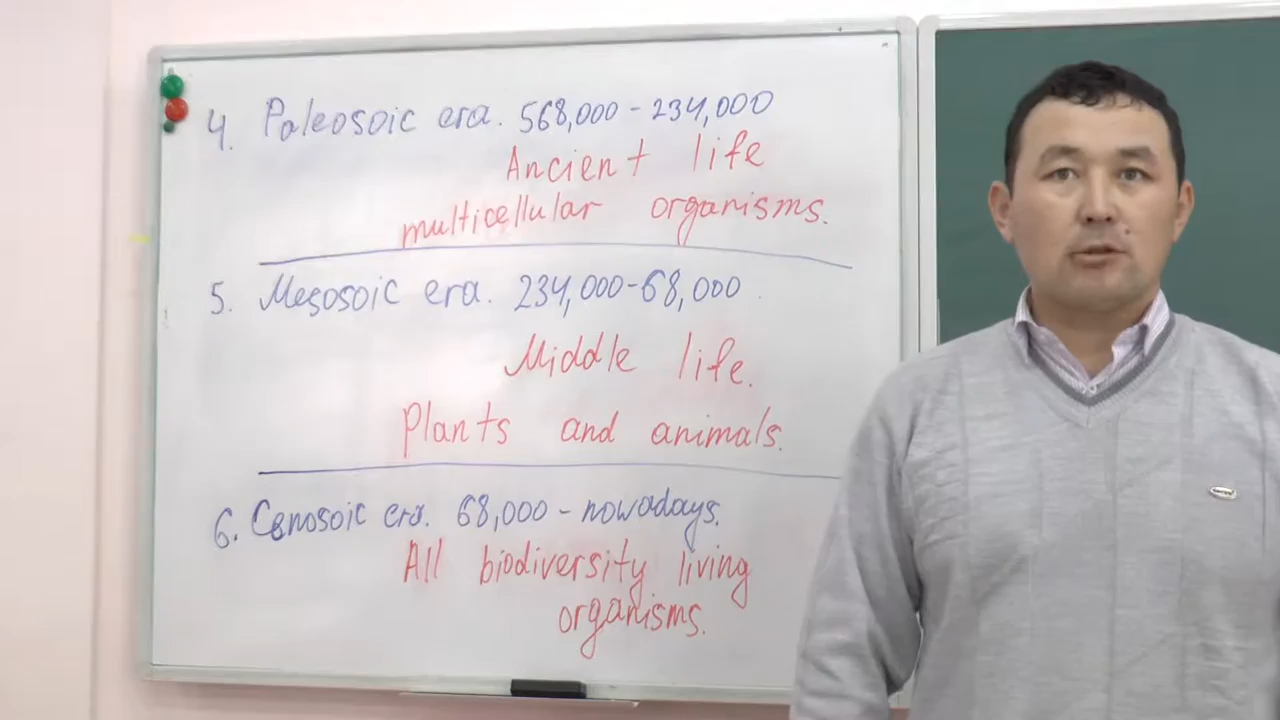 4. Paleosoic era. 568,000 - 234,000
Ancient life
multicellular organisms.
5. Mesosoic era. 234,000-68,000
Middle life.
Plants and animals.
6. Cenosoic era. 68,000 - nowadays.
All biodiversity living
organisms.